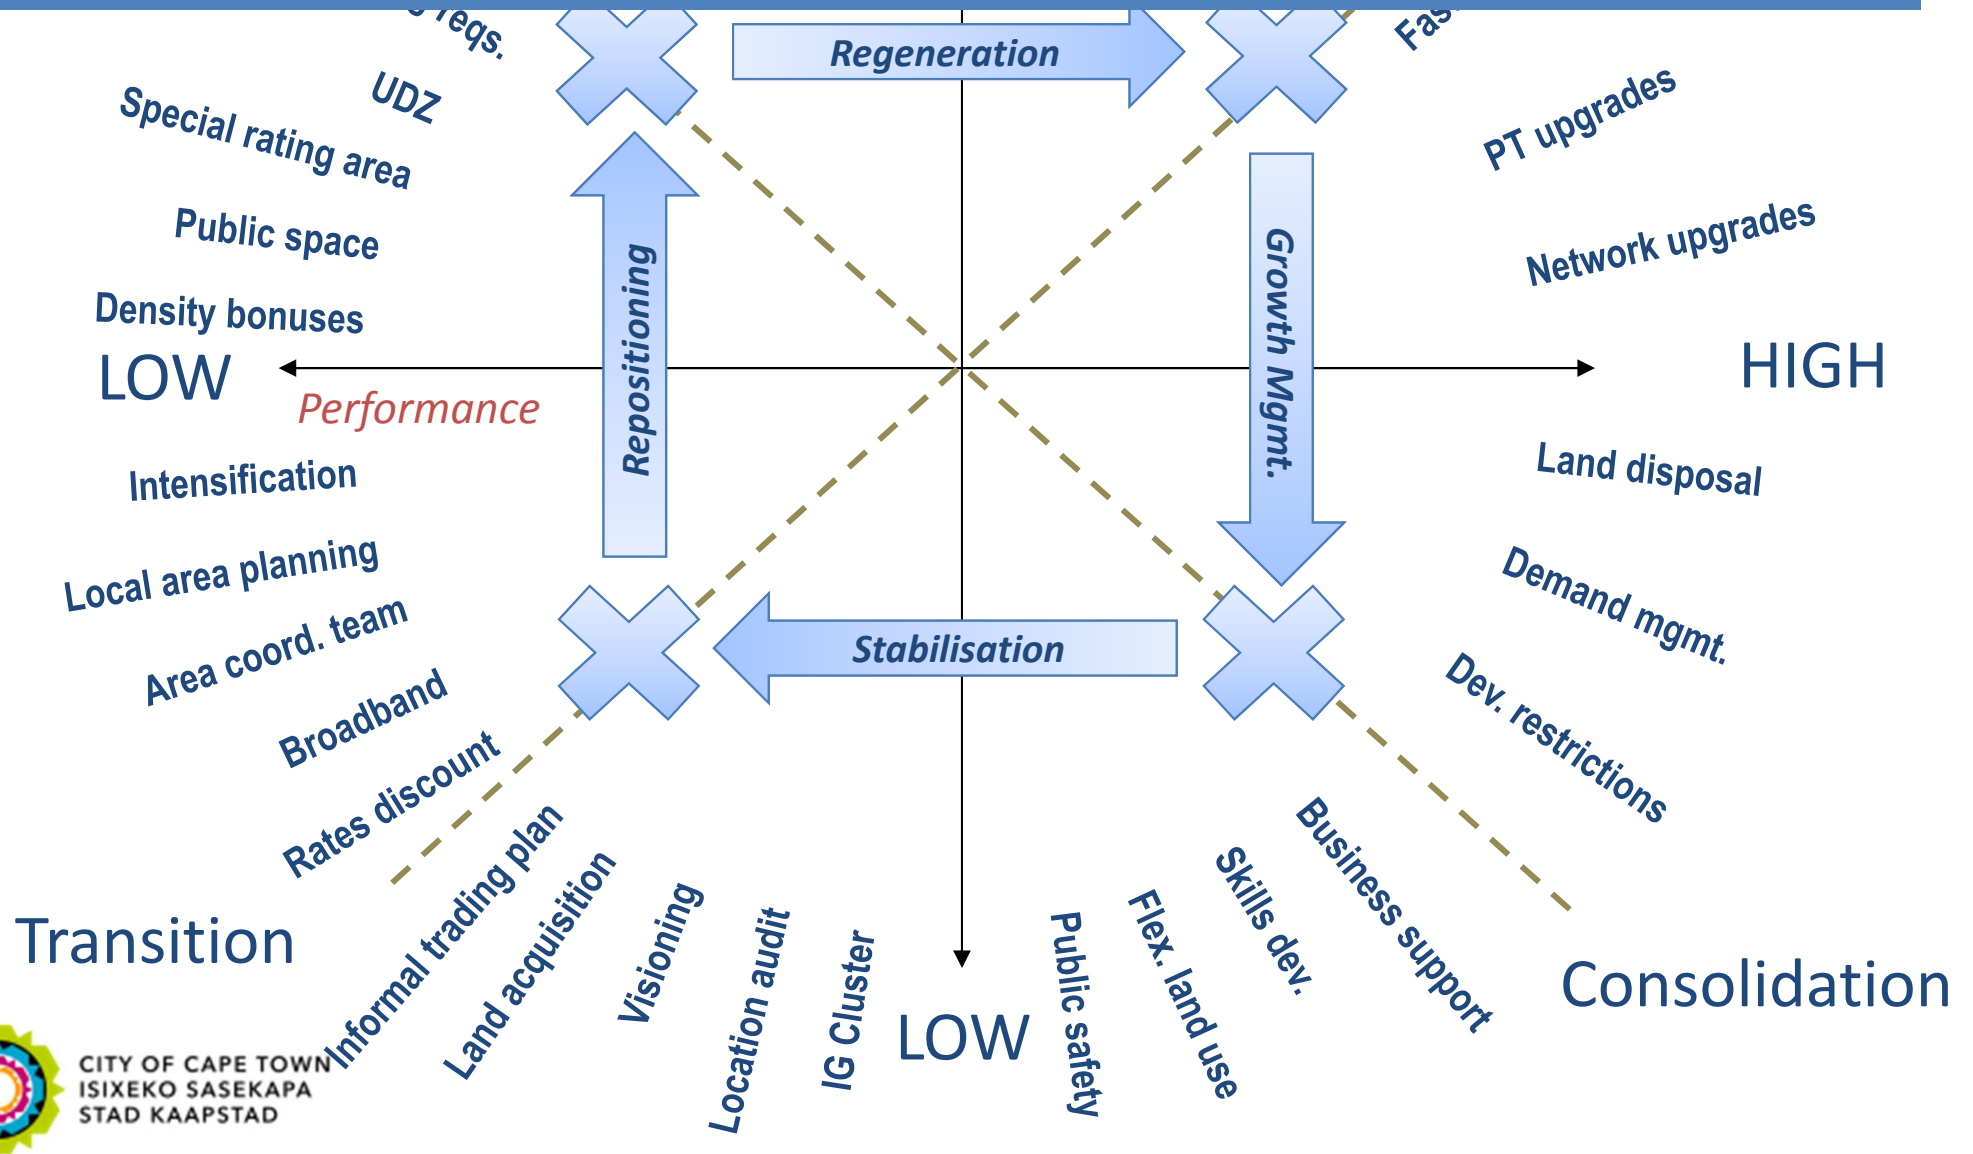 reqs.
Regeneration
UDZ
Special rating area
PT upgrades
Public space
Network upgrades
Density bonuses
Repositioning
Growth Mgmt.
LOW
HIGH
Performance
Intensification
Land disposal
Local area planning
Demand mgmt.
Area coord. team
Stabilisation
Broadband
Dev. restrictions
Rates discount
Business support
Informal trading plan
Skills dev.
Land acquisition
Flex. land use
Visioning
Public safety
Location audit
IG Cluster
Transition
Consolidation
LOW
CITY OF CAPE TOWN
ISIXEKO SASEKAPA
STAD KAAPSTAD